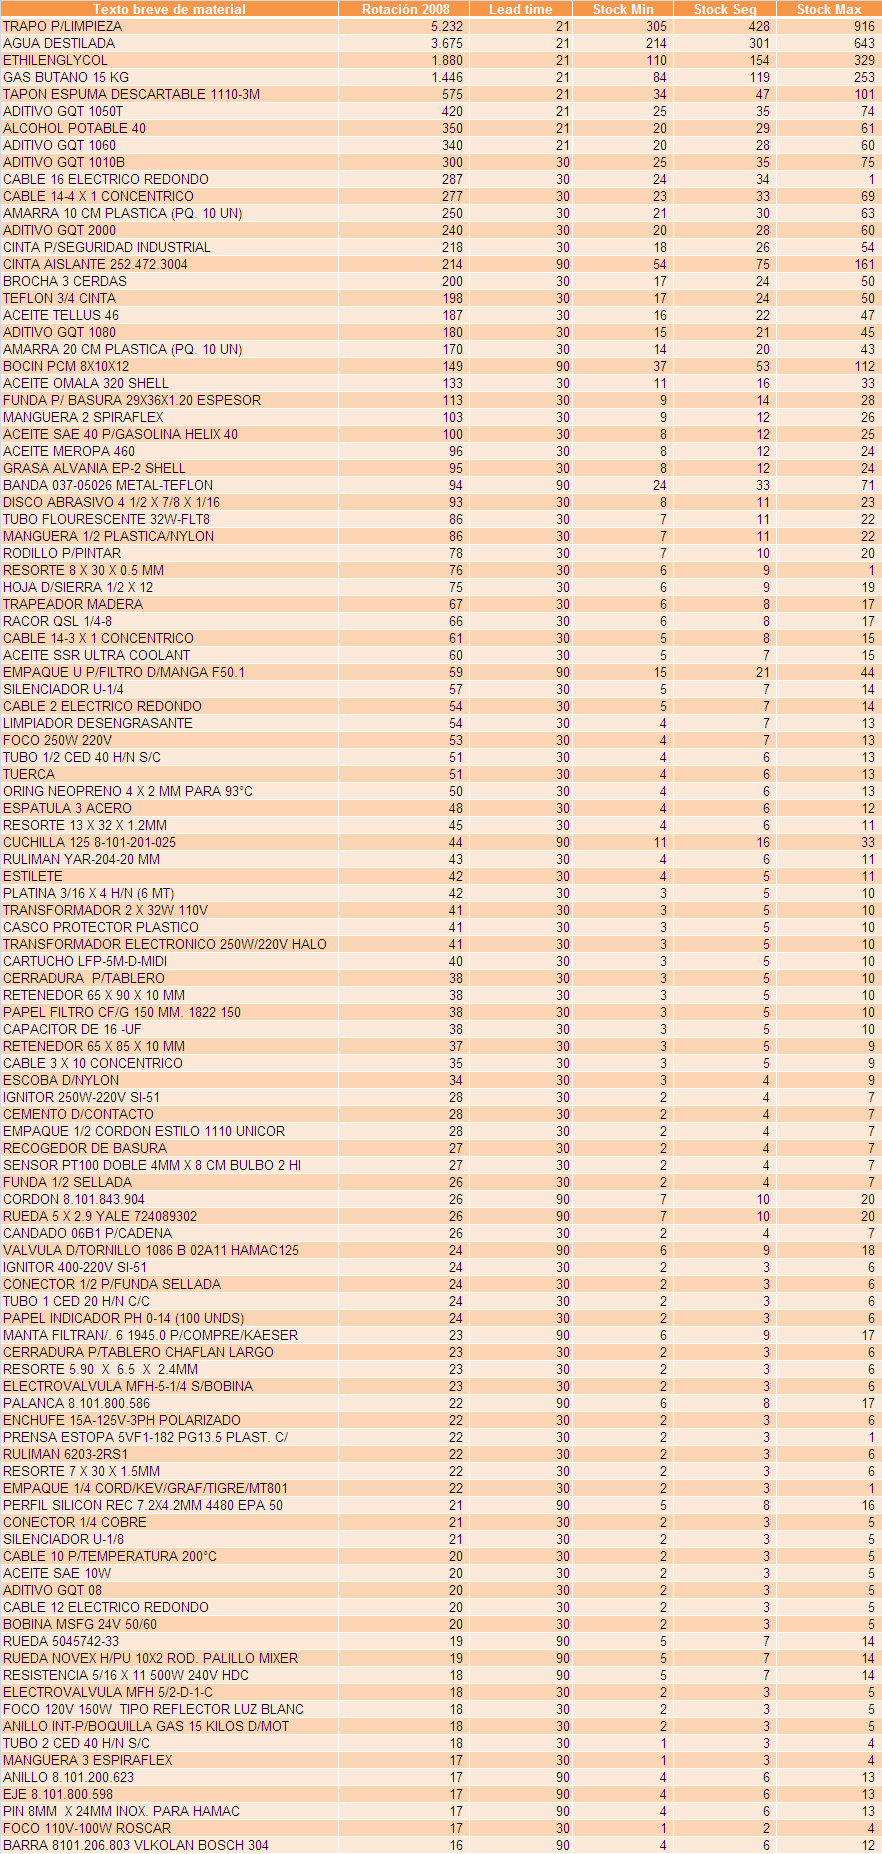 Texto breve de material Rotación 2008 Lead time Stock Min Stock Seg Stock Max
TRAPO P/LIMPIEZA 5.232 21 305 428 916
AGUA DESTILADA 3.675 21 214 301 643
ETHILENGLYCOL 1.880 21 110 154 329
GAS BUTANO 15 KG 1.446 21 84 119 253
TAPON ESPUMA DESCARTABLE 1110-3M 575 21 34 47 101
ADITIVO GQT 1050T 420 21 25 35 74
ALCOHOL POTABLE 40 350 21 20 29 61
ADITIVO GQT 1060 340 21 20 28 60
ADITIVO GQT 1010B 300 30 25 35 75
CABLE 16 ELECTRICO REDONDO 287 30 24 34 1
CABLE 14-4 X 1 CONCENTRICO 277 30 23 33 69
AMARRA 10 CM PLASTICA (PQ. 10 UN) 250 30 21 30 63
ADITIVO GQT 2000 240 30 20 28 60
CINTA P/SEGURIDAD INDUSTRIAL 218 30 18 26 54
CINTA AISLANTE 252.472.3004 214 90 54 75 161
BROCHA 3 CERDAS 200 30 17 24 50
TEFLON 3/4 CINTA 198 30 17 24 50
ACEITE TELLUS 46 187 30 16 22 47
ADITIVO GQT 1080 180 30 15 21 45
AMARRA 20 CM PLASTICA (PQ. 10 UN) 170 30 14 20 43
BOCIN PCM 8X10X12 149 90 37 53 112
ACEITE OMALA 320 SHELL 133 30 11 16 33
FUNDA P/ BASURA 29X36X1.20 ESPESOR 113 30 9 14 28
MANGUERA 2 SPIRAFLEX 103 30 9 12 26
ACEITE SAE 40 P/GASOLINA HELIX 40 100 30 8 12 25
ACEITE MEROPA 460 96 30 8 12 24
GRASA ALVANIA EP-2 SHELL 95 30 8 12 24
BANDA 037-05026 METAL-TEFLON 94 90 24 33 71
DISCO ABRASIVO 4 1/2 X 7/8 X 1/16 93 30 8 11 23
TUBO FLOURESCENTE 32W-FLT8 86 30 7 11 22
MANGUERA 1/2 PLASTICA/NYLON 86 30 7 11 22
RODILLO P/PINTAR 78 30 7 10 20
RESORTE 8 X 30 X 0.5 MM 76 30 6 9 1
HOJA D/SIERRA 1/2 X 12 75 30 6 9 19
TRAPEADOR MADERA 67 30 6 8 17
RACOR QSL 1/4-8 66 30 6 8 17
CABLE 14-3 X 1 CONCENTRICO 61 30 5 8 15
ACEITE SSR ULTRA COOLANT 60 30 5 7 15
EMPAQUE U P/FILTRO D/MANGA F50.1 59 90 15 21 44
SILENCIADOR U-1/4 57 30 5 7 14
CABLE 2 ELECTRICO REDONDO 54 30 5 7 14
LIMPIADOR DESENGRASANTE 54 30 4 7 13
FOCO 250W 220V 53 30 4 7 13
TUBO 1/2 CED 40 H/N S/C 51 30 4 6 13
TUERCA 51 30 4 6 13
ORING NEOPRENO 4 X 2 MM PARA 93°C 50 30 4 6 13
ESPATULA 3 ACERO 48 30 4 6 12
RESORTE 13 X 32 X 1.2MM 45 30 4 6 11
CUCHILLA 125 8-101-201-025 44 90 11 16 33
RULIMAN YAR-204-20 MM 43 30 4 6 11
ESTILETE 42 30 4 5 11
PLATINA 3/16 X 4 H/N (6 MT) 42 30 3 5 10
TRANSFORMADOR 2 X 32W 110V 41 30 3 5 10
CASCO PROTECTOR PLASTICO 41 30 3 5 10
TRANSFORMADOR ELECTRONICO 250W/220V HALO 41 30 3 5 10
CARTUCHO LFP-5M-D-MIDI 40 30 3 5 10
CERRADURA P/TABLERO 38 30 3 5 10
RETENEDOR 65 X 90 X 10 MM 38 30 3 5 10
PAPEL FILTRO CF/G 150 MM. 1822 150 38 30 3 5 10
CAPACITOR DE 16 -UF 38 30 3 5 10
RETENEDOR 65 X 85 X 10 MM 37 30 3 5 9
CABLE 3 X 10 CONCENTRICO 35 30 3 5 9
ESCOBA D/NYLON 34 30 3 4 9
IGNITOR 250W-220V SI-51 28 30 2 4 7
CEMENTO D/CONTACTO 28 30 2 4 7
EMPAQUE 1/2 CORDON ESTILO 1110 UNICOR 28 30 2 4 7
RECOGEDOR DE BASURA 27 30 2 4 7
SENSOR PT100 DOBLE 4MM X 8 CM BULBO 2 HI 27 30 2 4 7
FUNDA 1/2 SELLADA 26 30 2 4 7
CORDON 8.101.843.904 26 90 7 10 20
RUEDA 5 X 2.9 YALE 724089302 26 90 7 10 20
CANDADO 06B1 P/CADENA 26 30 2 4 7
VALVULA D/TORNILLO 1086 B 02A11 HAMAC125 24 90 6 9 18
IGNITOR 400-220V SI-51 24 30 2 3 6
CONECTOR 1/2 P/FUNDA SELLADA 24 30 2 3 6
TUBO 1 CED 20 H/N C/C 24 30 2 3 6
PAPEL INDICADOR PH 0-14 (100 UNDS) 24 30 2 3 6
MANTA FILTRAN/. 6 1945.0 P/COMPRE/KAESER 23 90 6 9 17
CERRADURA P/TABLERO CHAFLAN LARGO 23 30 2 3 6
RESORTE 5.90 X 6.5 X 2.4MM 23 30 2 3 6
ELECTROVALVULA MFH-5-1/4 S/BOBINA 23 30 2 3 6
PALANCA 8.101.800.586 22 90 6 8 17
ENCHUFE 15A-125V-3PH POLARIZADO 22 30 2 3 6
PRENSA ESTOPA 5VF1-182 PG13.5 PLAST. C/ 22 30 2 3 1
RULIMAN 6203-2RS1 22 30 2 3 6
RESORTE 7 X 30 X 1.5MM 22 30 2 3 6
EMPAQUE 1/4 CORD/KEV/GRAF/TIGRE/MT801 22 30 2 3 1
PERFIL SILICON REC 7.2X4.2MM 4480 EPA 50 21 90 5 8 16
CONECTOR 1/4 COBRE 21 30 2 3 5
SILENCIADOR U-1/8 21 30 2 3 5
CABLE 10 P/TEMPERATURA 200°C 20 30 2 3 5
ACEITE SAE 10W 20 30 2 3 5
ADITIVO GQT 08 20 30 2 3 5
CABLE 12 ELECTRICO REDONDO 20 30 2 3 5
BOBINA MSFG 24V 50/60 20 30 2 3 5
RUEDA 5045742-33 19 90 5 7 14
RUEDA NOVEX H/PU 10X2 ROD. PALILLO MIXER 19 90 5 7 14
RESISTENCIA 5/16 X 11 500W 240V HDC 18 90 5 7 14
ELECTROVALVULA MFH 5/2-D-1-C 18 30 2 3 5
FOCO 120V 150W TIPO REFLECTOR LUZ BLANC 18 30 2 3 5
ANILLO INT-P/BOQUILLA GAS 15 KILOS D/MOT 18 30 2 3 5
TUBO 2 CED 40 H/N S/C 18 30 1 3 4
MANGUERA 3 ESPIRAFLEX 17 30 1 3 4
ANILLO 8.101.200.623 17 90 4 6 13
EJE 8.101.800.598 17 90 4 6 13
PIN 8MM X 24MM INOX. PARA HAMAC 17 90 4 6 13
FOCO 110V-100W ROSCAR 17 30 1 2 4
BARRA 8101.206.803 VLKOLAN BOSCH 304 16 90 4 6 12